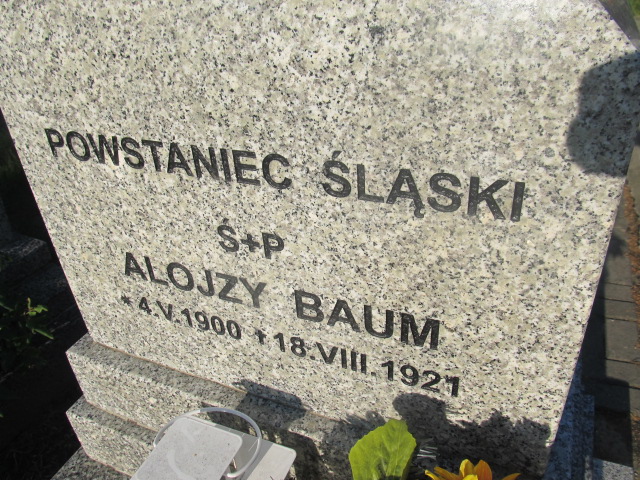 POWSTANIEC ŚLĄSKI
Ś+P
ALOJZY BAUM
* 4.V.1900 + 18.VIII.1921